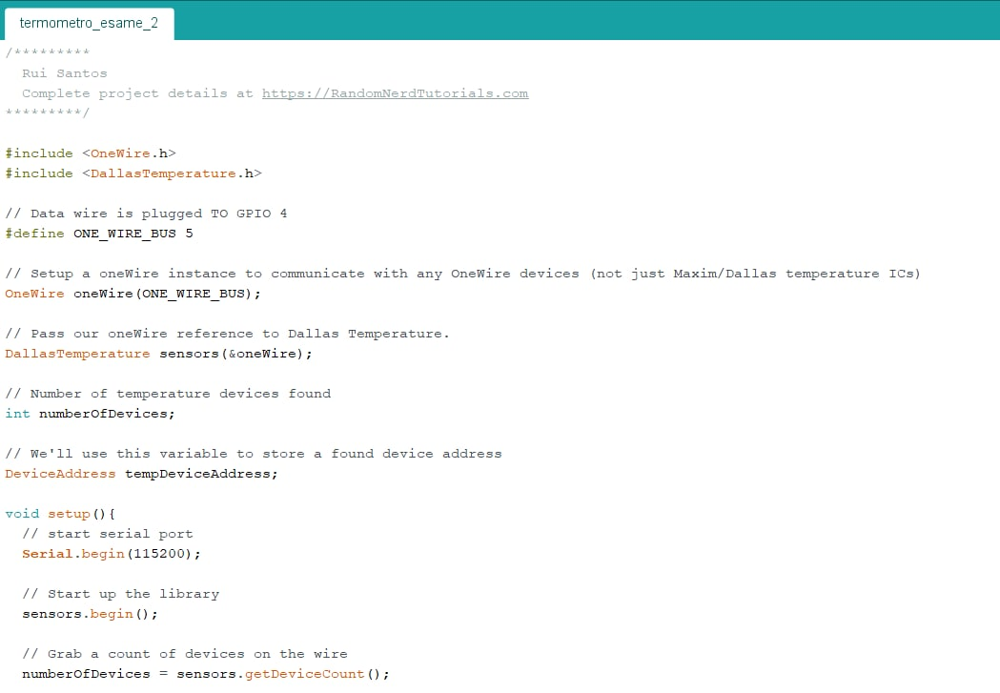 termometro_esame_2
/*********
  Rui Santos
  Complete project details at https://RandomNerdTutorials.com
*********/
#include <OneWire.h>
#include <DallasTemperature.h>
// Data wire is plugged TO GPIO 4
#define ONE_WIRE_BUS 5
// Setup a oneWire instance to communicate with any OneWire devices (not just Maxim/Dallas temperature ICs)
OneWire oneWire(ONE_WIRE_BUS);
// Pass our oneWire reference to Dallas Temperature.
DallasTemperature sensors(&oneWire);
// Number of temperature devices found
int numberOfDevices;
// We'll use this variable to store a found device address
DeviceAddress tempDeviceAddress;
void setup(){
  // start serial port
  Serial.begin(115200);
  // Start up the library
  sensors.begin();
  // Grab a count of devices on the wire
  numberOfDevices = sensors.getDeviceCount();